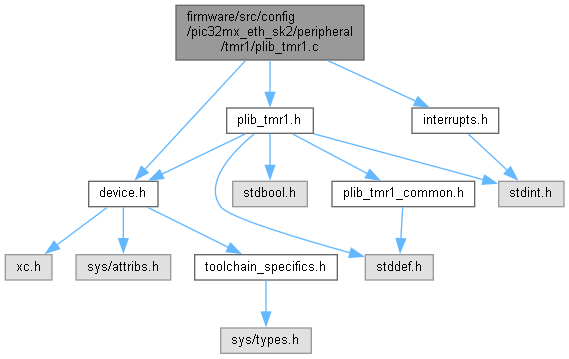 firmware/src/config
/pic32mx_eth_sk2/peripheral
/tmr1/plib_tmr1.c
plib_tmr1.h
interrupts.h
device.h
stdbool.h
plib_tmr1_common.h
stdint.h
xc.h
sys/attribs.h
toolchain_specifics.h
stddef.h
sys/types.h